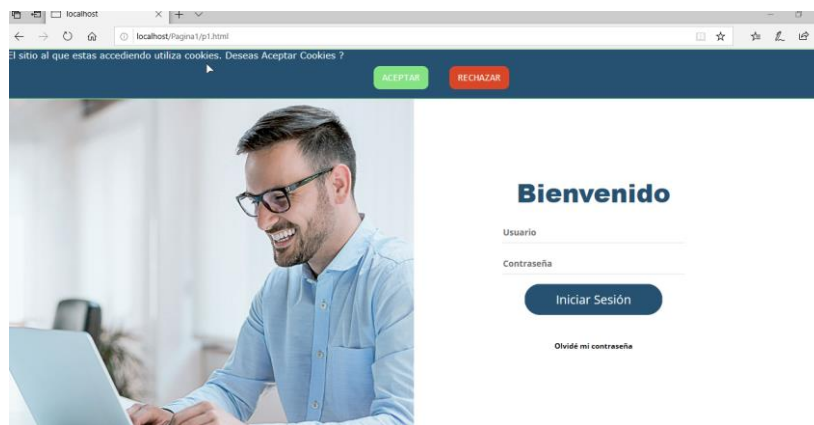 localhost
localhost/Pagina1/p1.html
El sitio al que estas accediendo utiliza cookies. Deseas Aceptar Cookies ?
ACEPTAR
RECHAZAR
Bienvenido
Usuario
Contraseña
Iniciar Sesión
Olvidé mi contraseña